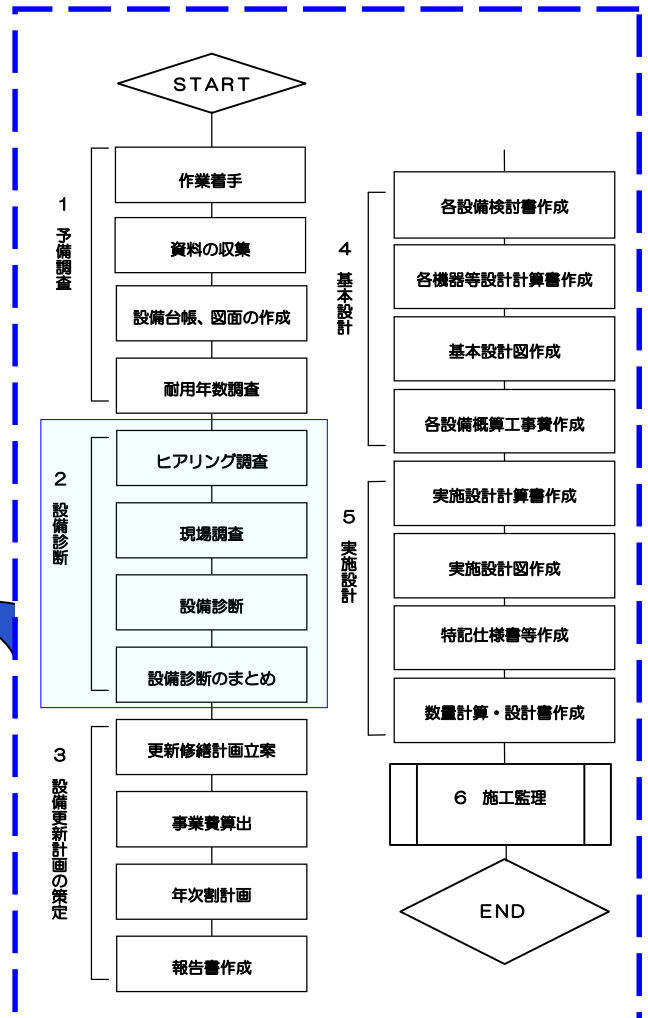 START
1 予備調査
作業着手
資料の収集
設備台帳、図面の作成
耐用年数調査
2 設備診断
ヒアリング調査
現場調査
設備診断
設備診断のまとめ
3 設備更新計画の策定
更新修繕計画立案
事業費算出
年次割計画
報告書作成
4 基本設計
各設備検討書作成
各機器等設計計算書作成
基本設計図作成
各設備概算工事費作成
5 実施設計
実施設計計算書作成
実施設計図作成
特記仕様書等作成
数量計算・設計書作成
6 施工監理
END